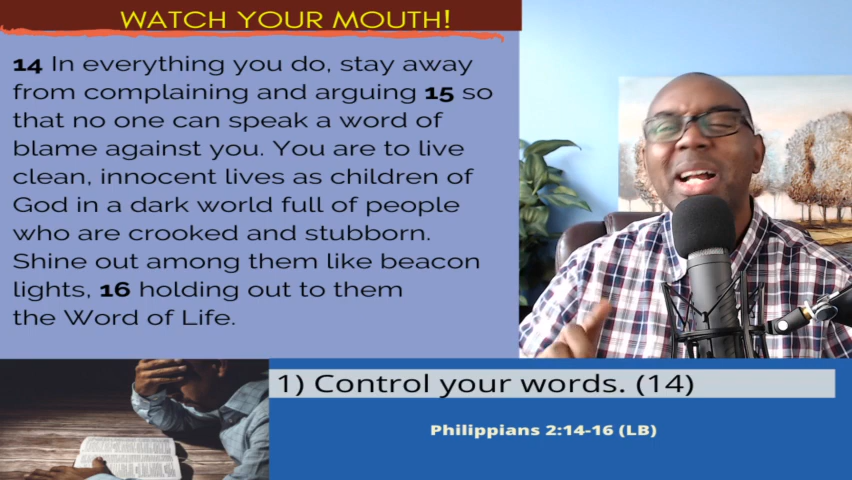 WATCH YOUR MOUTH!
14 In everything you do, stay away
from complaining and arguing 15 so
that no one can speak a word of
blame against you. You are to live
clean, innocent lives as children of
God in a dark world full of people
who are crooked and stubborn.
Shine out among them like beacon
lights, 16 holding out to them
the Word of Life.
1) Control your words. (14)
Philippians 2:14-16 (LB)